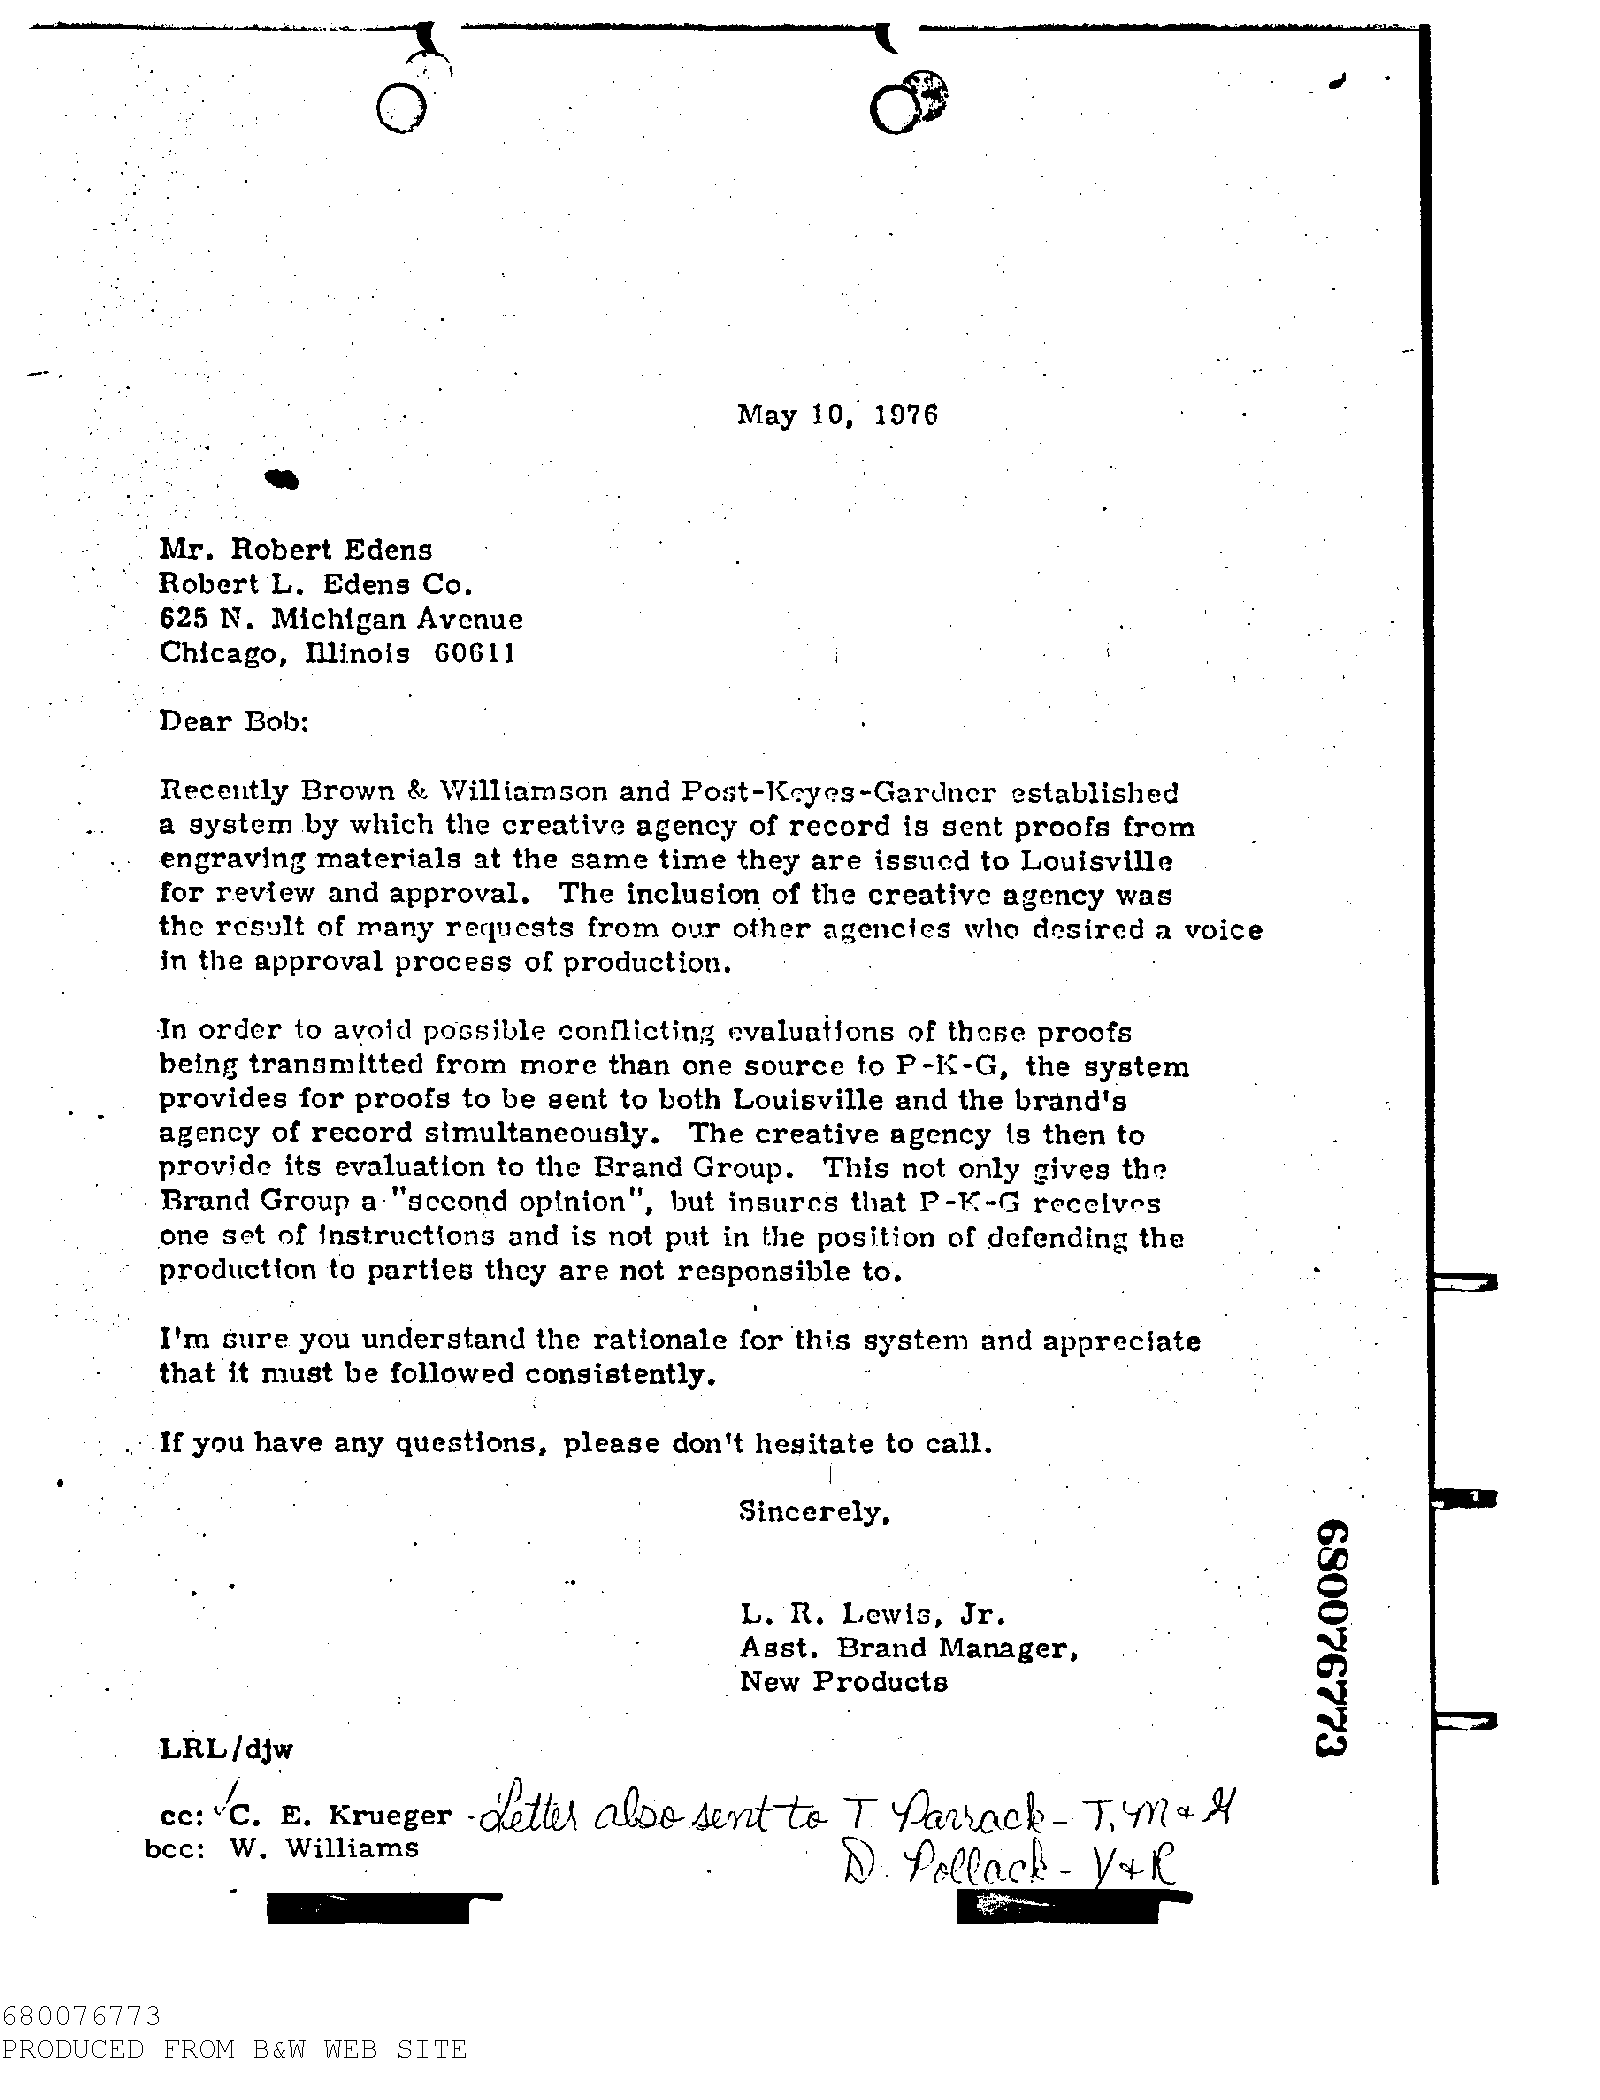 May 10, 1976
Mr. Robert Edens
Robert L. Edens Co.
625 N. Michigan Avenue
Chicago, Illinois 60611
Dear Bob:
Recently Brown & Williamson and Post-Keyes-Gardner established
a system by which the creative agency of record is sent proofs from
engraving materials at the same time they are issued to Louisville
for review and approval. The inclusion of the creative agency was
the result of many requests from our other agencies who desired a voice
in the approval process of production.
In order to avoid possible conflicting evaluations of these proofs
being transmitted from more than one source to P-K-G, the system
provides for proofs to be sent to both Louisville and the brand's
agency of record simultaneously. The creative agency is then to
provide its evaluation to the Brand Group. This not only gives the
Brand Group a "second opinion", but insures that P-K-G receives
one set of instructions and is not put in the position of defending the
production to parties they are not responsible to.
I'm sure you understand the rationale for this system and appreciate
that it must be followed consistently.
If you have any questions, please don't hesitate to call.
Sincerely,
L. R. Lewis, Jr.
Asst. Brand Manager,
New Products
680076773
LRL/djw
cc: C. E. Krueger - Letter also sent to T Parrack - T, M & H
bcc: W. Williams
D. Pollack - Y & R
680076773
PRODUCED FROM B&W WEB SITE